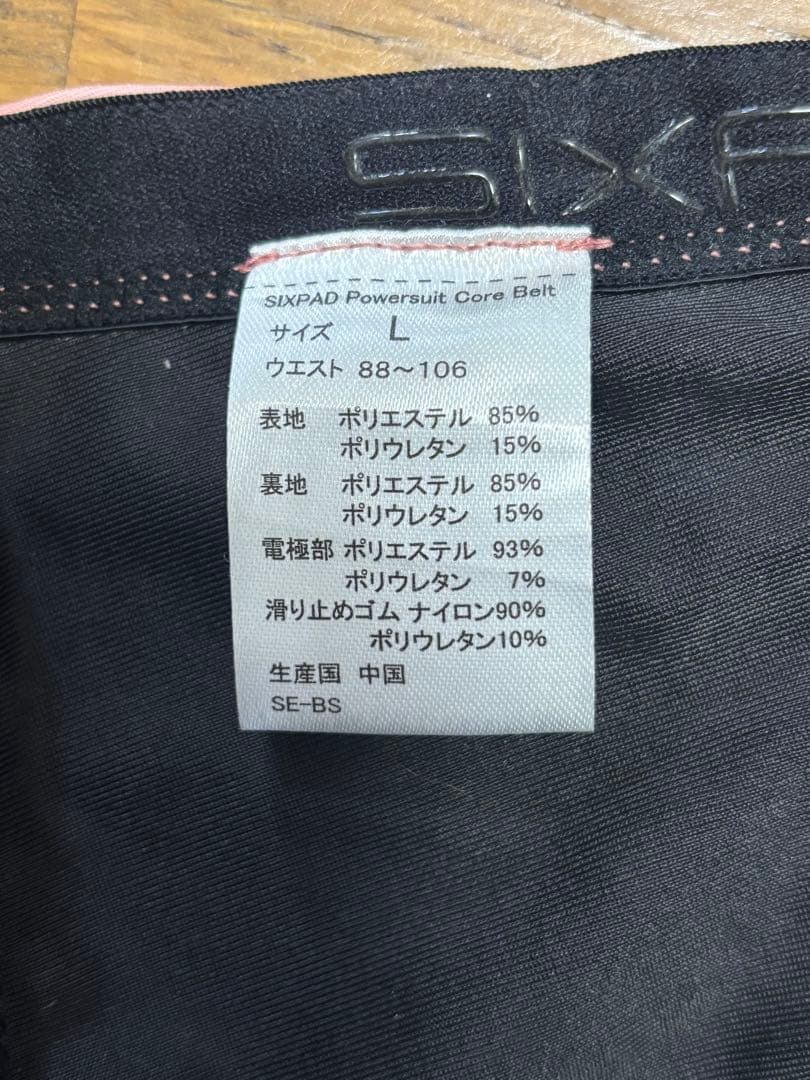 SIXP
SIXPAD Powersuit Core Belt
サイズ L
ウエスト 88～106
表地 ポリエステル 85%
ポリウレタン 15%
裏地 ポリエステル 85%
ポリウレタン 15%
電極部 ポリエステル 93%
ポリウレタン 7%
滑り止めゴム ナイロン90%
ポリウレタン10%
生産国 中国
SE-BS